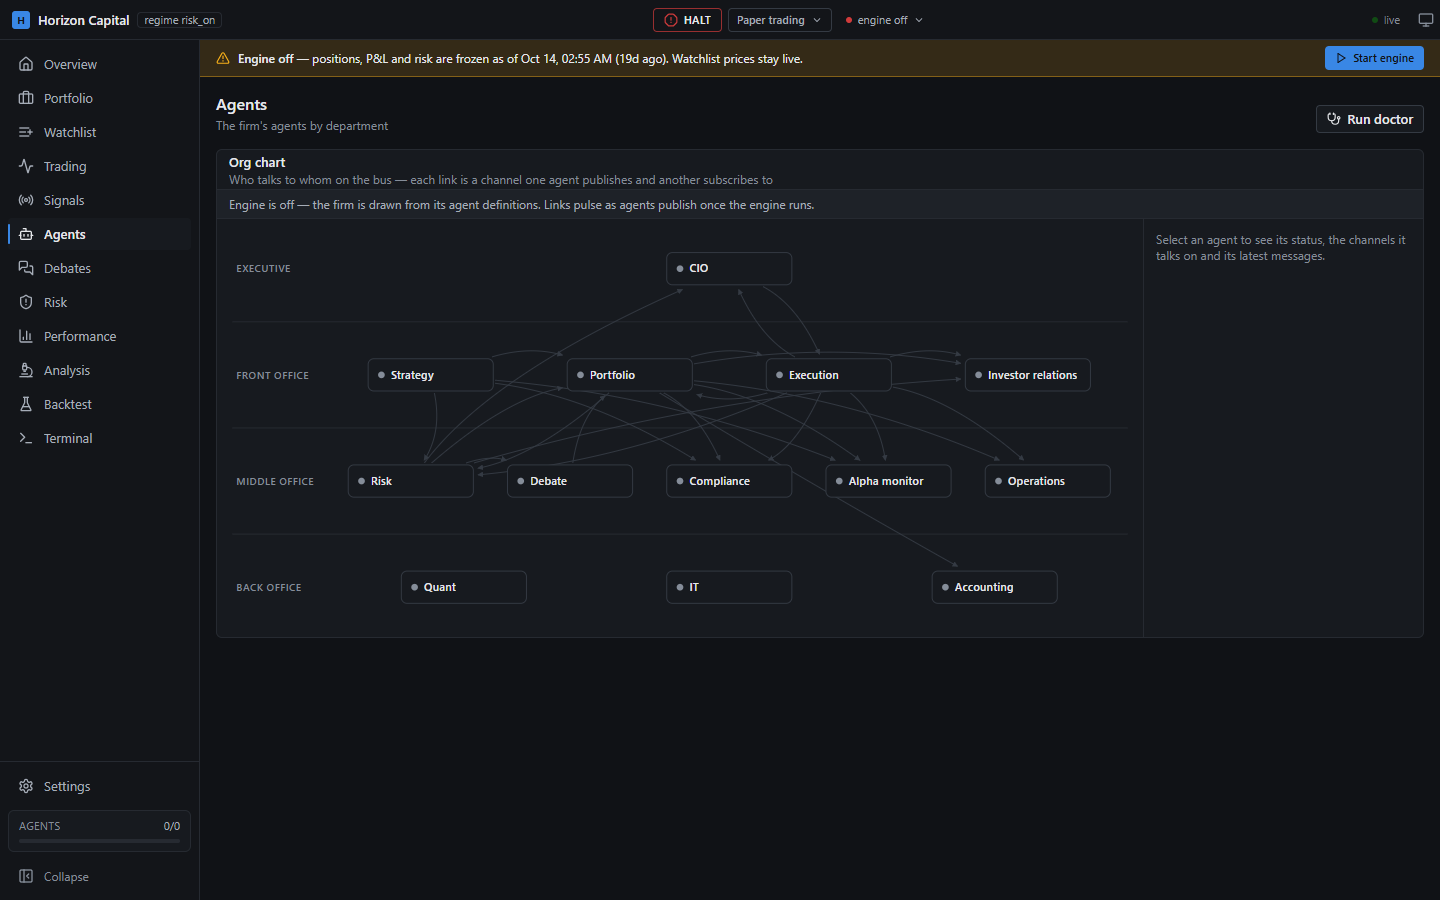 H Horizon Capital regime risk_on HALT Paper trading engine off live
Engine off — positions, P&L and risk are frozen as of Oct 14, 02:55 AM (19d ago). Watchlist prices stay live. Start engine
Overview
Portfolio
Watchlist
Trading
Signals
Agents
Debates
Risk
Performance
Analysis
Backtest
Terminal
Settings
AGENTS 0/0
Collapse
Agents
The firm's agents by department
Run doctor
Org chart
Who talks to whom on the bus — each link is a channel one agent publishes and another subscribes to
Engine is off — the firm is drawn from its agent definitions. Links pulse as agents publish once the engine runs.
EXECUTIVE CIO
FRONT OFFICE Strategy Portfolio Execution Investor relations
MIDDLE OFFICE Risk Debate Compliance Alpha monitor Operations
BACK OFFICE Quant IT Accounting
Select an agent to see its status, the channels it
talks on and its latest messages.